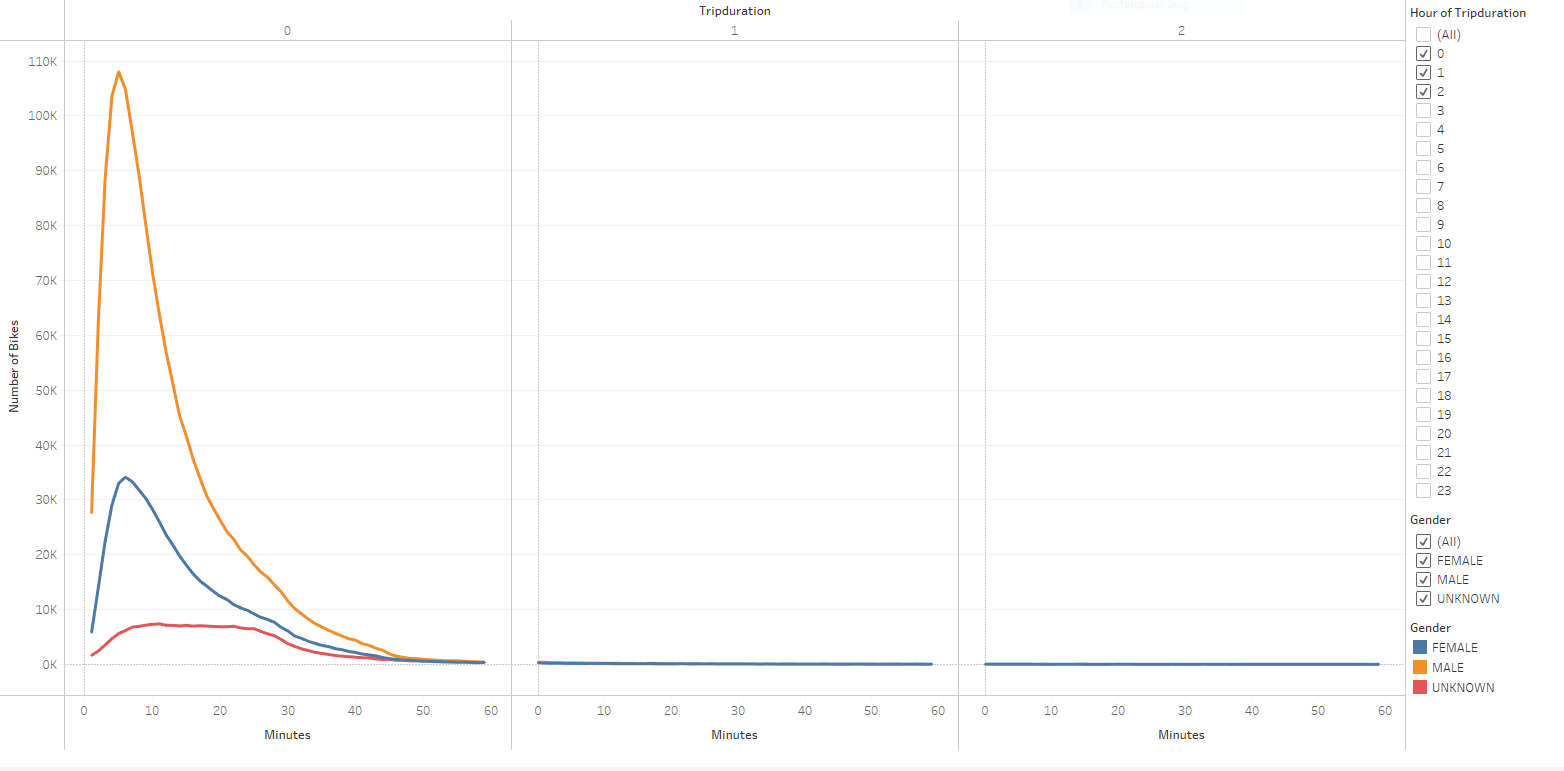 Rectangular Snip
Tripduration
0 1 2
110K
100K
90K
80K
70K
60K
50K
40K
30K
20K
10K
0K
Number of Bikes
0 10 20 30 40 50 60
0 10 20 30 40 50 60
0 10 20 30 40 50 60
Minutes Minutes Minutes
Hour of Tripduration
(All)
0
1
2
3
4
5
6
7
8
9
10
11
12
13
14
15
16
17
18
19
20
21
22
23
Gender
(All)
FEMALE
MALE
UNKNOWN
Gender
FEMALE
MALE
UNKNOWN